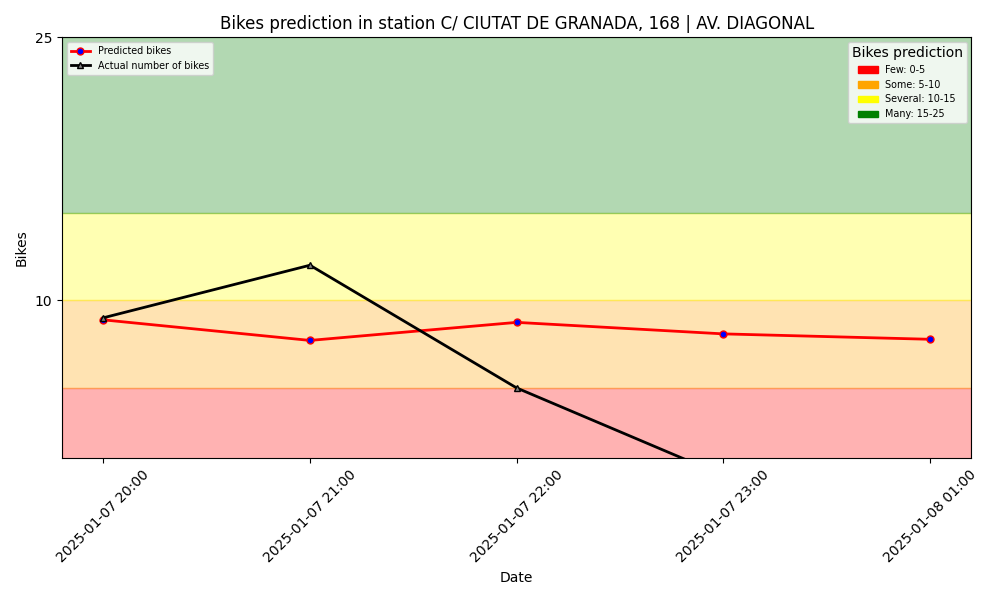 Bikes prediction in station C/ CIUTAT DE GRANADA, 168 | AV. DIAGONAL
25
Predicted bikes
Actual number of bikes
Bikes prediction
Few: 0-5
Some: 5-10
Several: 10-15
Many: 15-25
Bikes
10
2025-01-07 20:00
2025-01-07 21:00
2025-01-07 22:00
2025-01-07 23:00
2025-01-08 01:00
Date